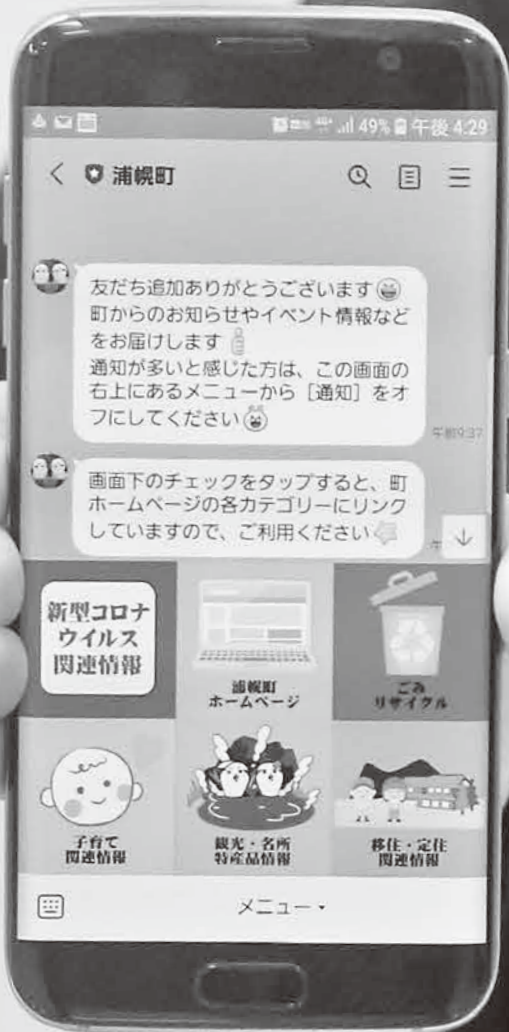 49% 午後 4:29
浦幌町
友だち追加ありがとうございます
町からのお知らせやイベント情報など
をお届けします
通知が多いと感じた方は、この画面の
右上にあるメニューから［通知］をオ
フにしてください
午前9:37
画面下のチェックをタップすると、町
ホームページの各カテゴリーにリンク
していますので、ご利用ください
新型コロナ
ウイルス
関連情報
浦幌町
ホームページ
ごみ
リサイクル
子育て
関連情報
観光・名所
特産品情報
移住・定住
関連情報
メニュー